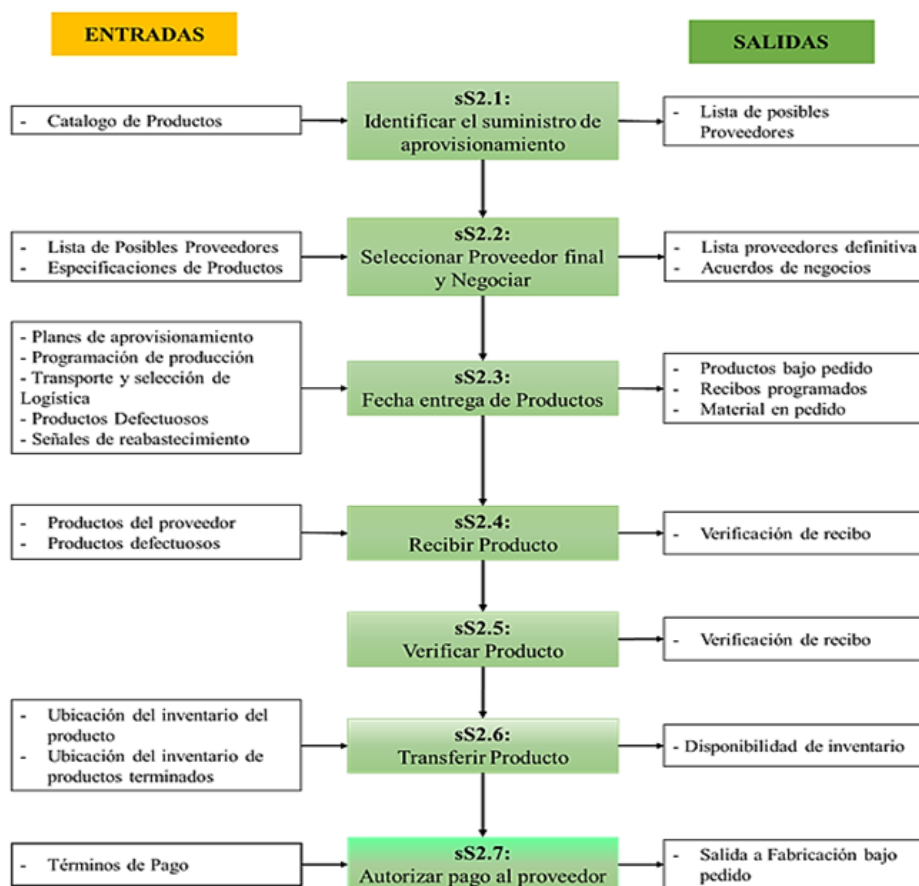 ENTRADAS
SALIDAS
- Catalogo de Productos
sS2.1:
Identificar el suministro de
aprovisionamiento
- Lista de posibles
Proveedores
- Lista de Posibles Proveedores
- Especificaciones de Productos
sS2.2:
Seleccionar Proveedor final
y Negociar
- Lista proveedores definitiva
- Acuerdos de negocios
- Planes de aprovisionamiento
- Programación de producción
- Transporte y selección de
Logística
- Productos Defectuosos
- Señales de reabastecimiento
sS2.3:
Fecha entrega de Productos
- Productos bajo pedido
- Recibos programados
- Material en pedido
- Productos del proveedor
- Productos defectuosos
sS2.4:
Recibir Producto
- Verificación de recibo
sS2.5:
Verificar Producto
- Verificación de recibo
- Ubicación del inventario del
producto
- Ubicación del inventario de
productos terminados
sS2.6:
Transferir Producto
- Disponibilidad de inventario
- Términos de Pago
sS2.7:
Autorizar pago al proveedor
- Salida a Fabricación bajo
pedido